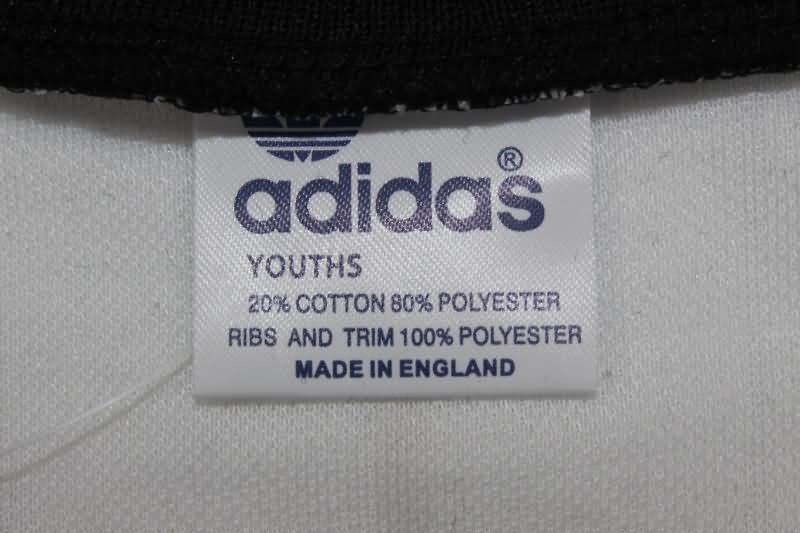 adidas®
YOUTHS
20% COTTON 80% POLYESTER
RIBS AND TRIM 100% POLYESTER
MADE IN ENGLAND